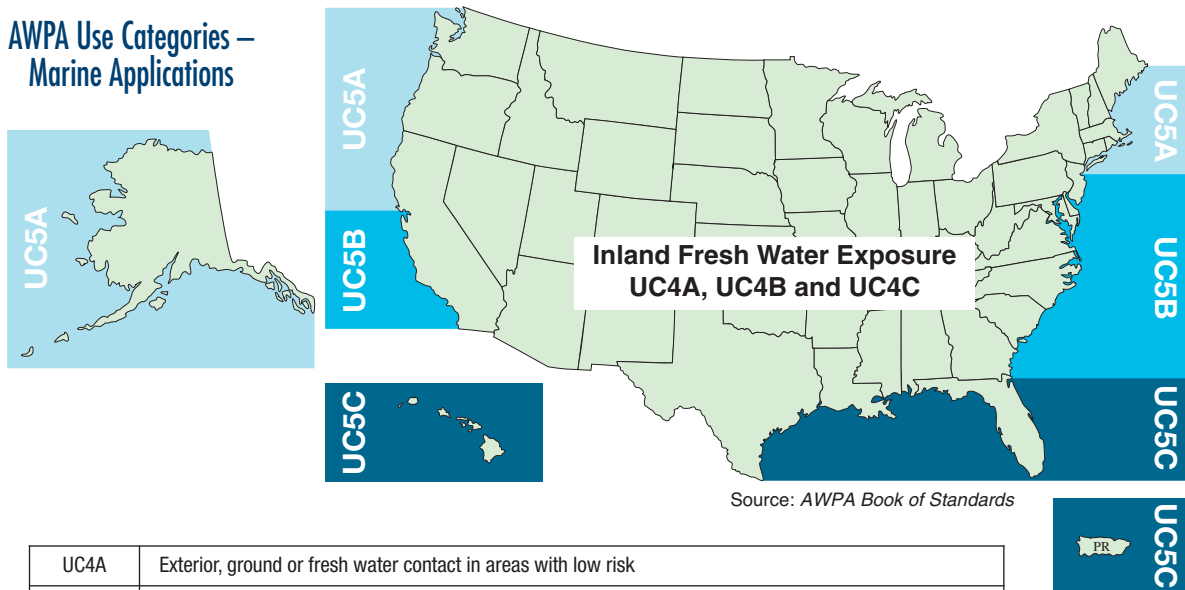 AWPA Use Categories –
Marine Applications
UC5A
UC5A
UC5A
UC5B
UC5B
Inland Fresh Water Exposure
UC4A, UC4B and UC4C
UC5C
UC5C
Source: AWPA Book of Standards
PR
UC5C
UC4A Exterior, ground or fresh water contact in areas with low risk